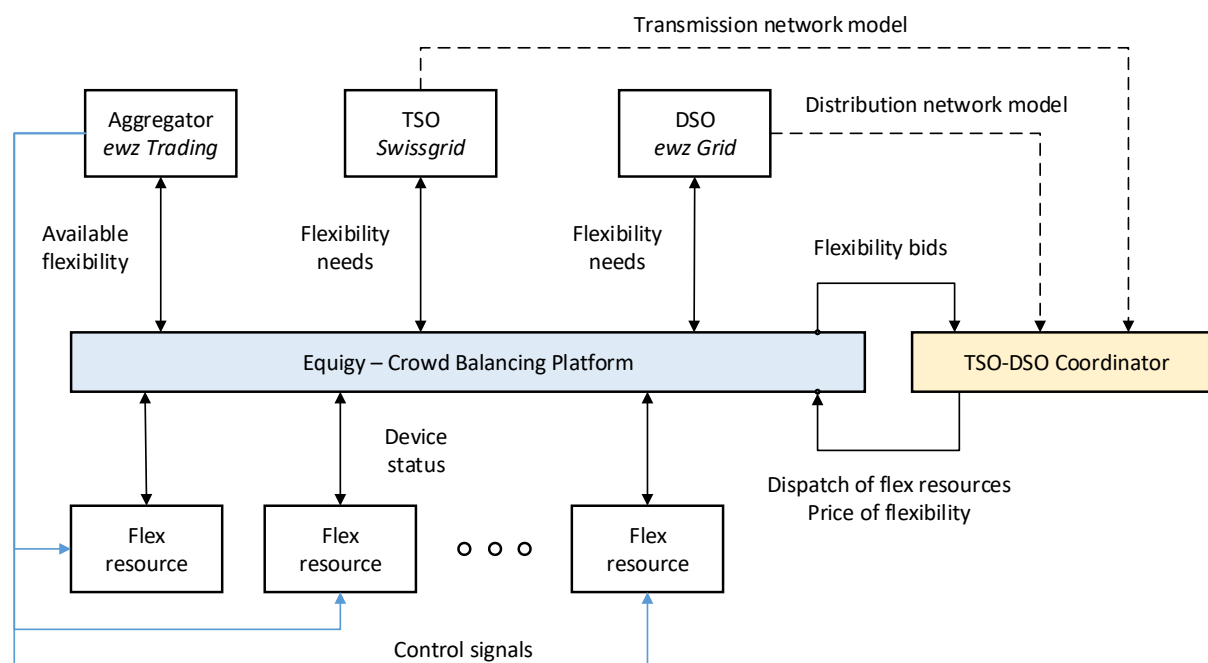 Transmission network model
Aggregator
ewz Trading
TSO
Swissgrid
DSO
ewz Grid
Distribution network model
Available
flexibility
Flexibility
needs
Flexibility
needs
Flexibility bids
Equigy – Crowd Balancing Platform
TSO-DSO Coordinator
Device
status
Dispatch of flex resources
Price of flexibility
Flex
resource
Flex
resource
Flex
resource
Control signals